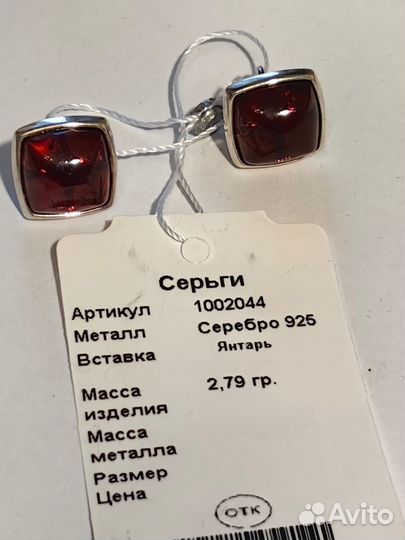 Серьги
Артикул 1002044
Металл Серебро 925
Вставка Янтарь
Масса изделия 2,79 гр.
Масса металла
Размер
Цена
ОТК
Avito